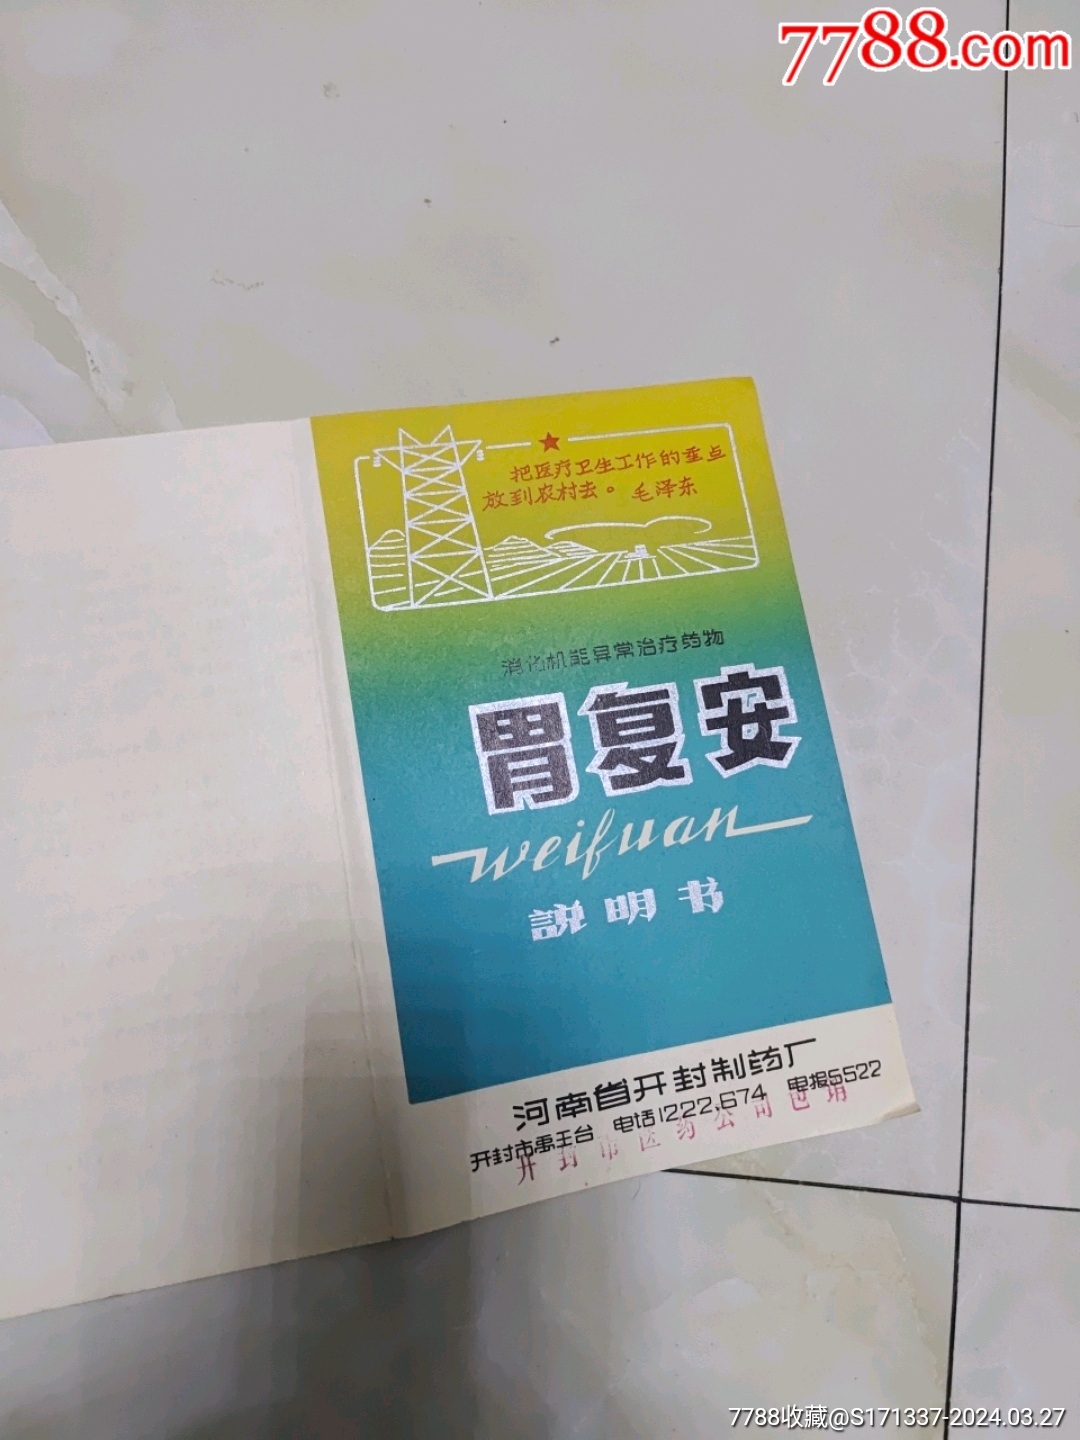 7788.com
把医疗卫生工作的重点
放到农村去。 毛泽东
消化机能异常治疗药物
胃复安
weifuan
説明书
河南省开封制药厂
开封市禹王台 电话1222,674 电报5522
开封市医药公司包销
7788收藏@S171337-2024.03.27